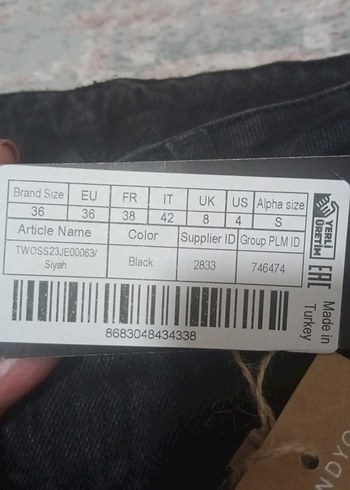 Brand Size EU FR IT UK US Alpha size
36 36 38 42 8 4 S
Article Name Color Supplier ID Group PLM ID
TWOSS23JE00063/
Siyah Black 2833 746474
8683048434338
YERLİ
ÜRETİM
EAC
Made in
Turkey
NDYO